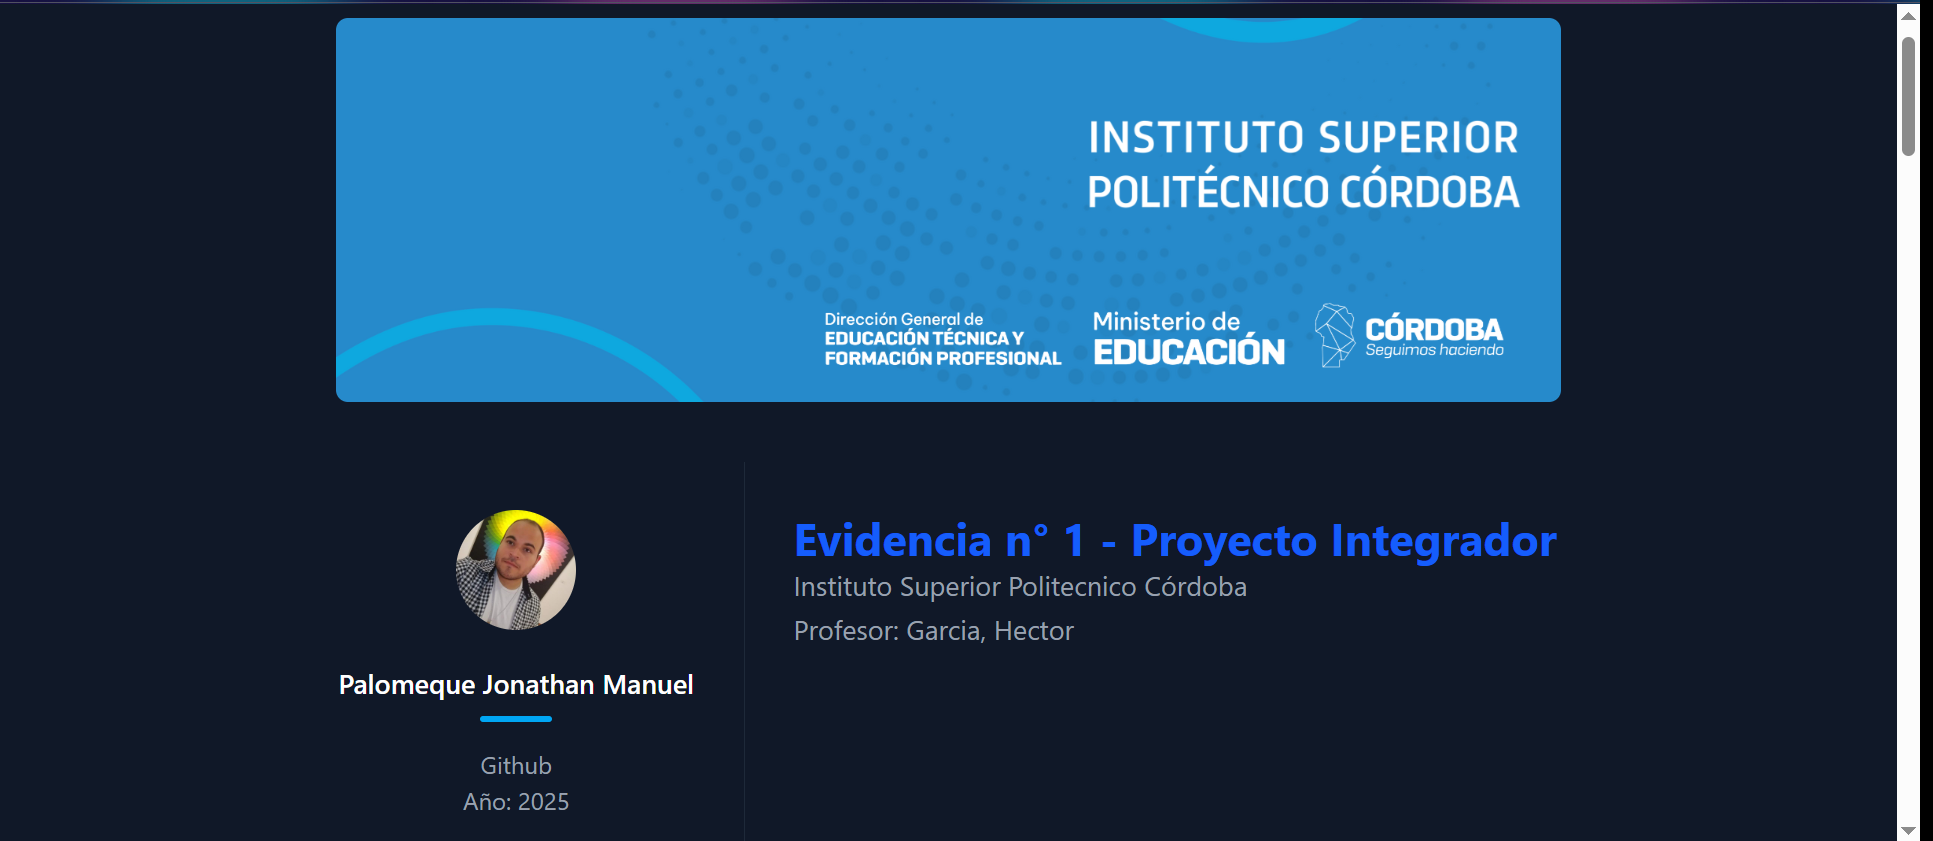 INSTITUTO SUPERIOR
POLITÉCNICO CÓRDOBA
Dirección General de
EDUCACIÓN TÉCNICA Y
FORMACIÓN PROFESIONAL
Ministerio de
EDUCACIÓN
CÓRDOBA
Seguimos haciendo
Palomeque Jonathan Manuel
Github
Año: 2025
Evidencia n° 1 - Proyecto Integrador
Instituto Superior Politecnico Córdoba
Profesor: Garcia, Hector